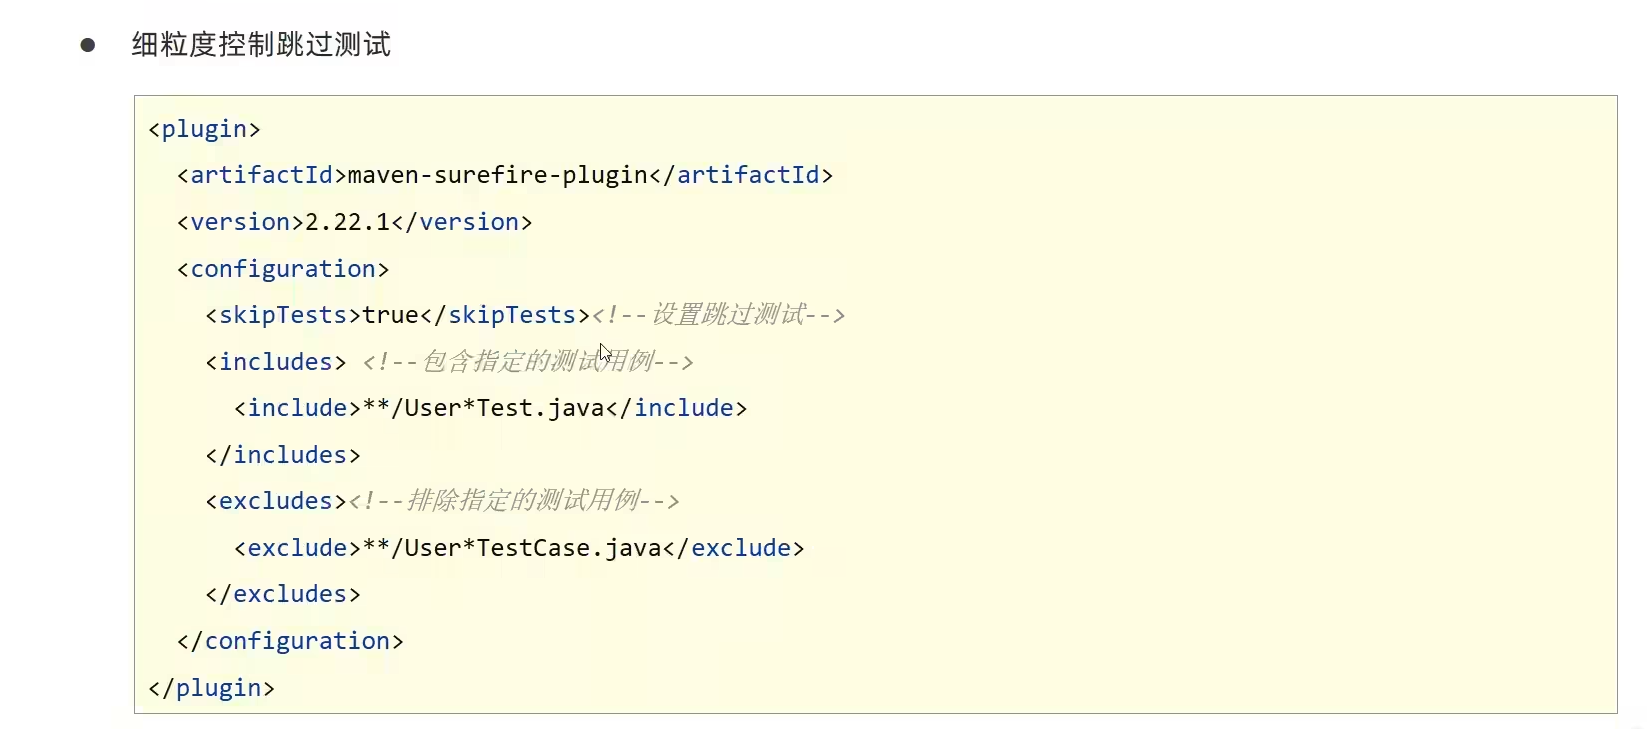 ● 细粒度控制跳过测试
<plugin>
  <artifactId>maven-surefire-plugin</artifactId>
  <version>2.22.1</version>
  <configuration>
    <skipTests>true</skipTests><!--设置跳过测试-->
    <includes> <!--包含指定的测试用例-->
      <include>**/User*Test.java</include>
    </includes>
    <excludes><!--排除指定的测试用例-->
      <exclude>**/User*TestCase.java</exclude>
    </excludes>
  </configuration>
</plugin>